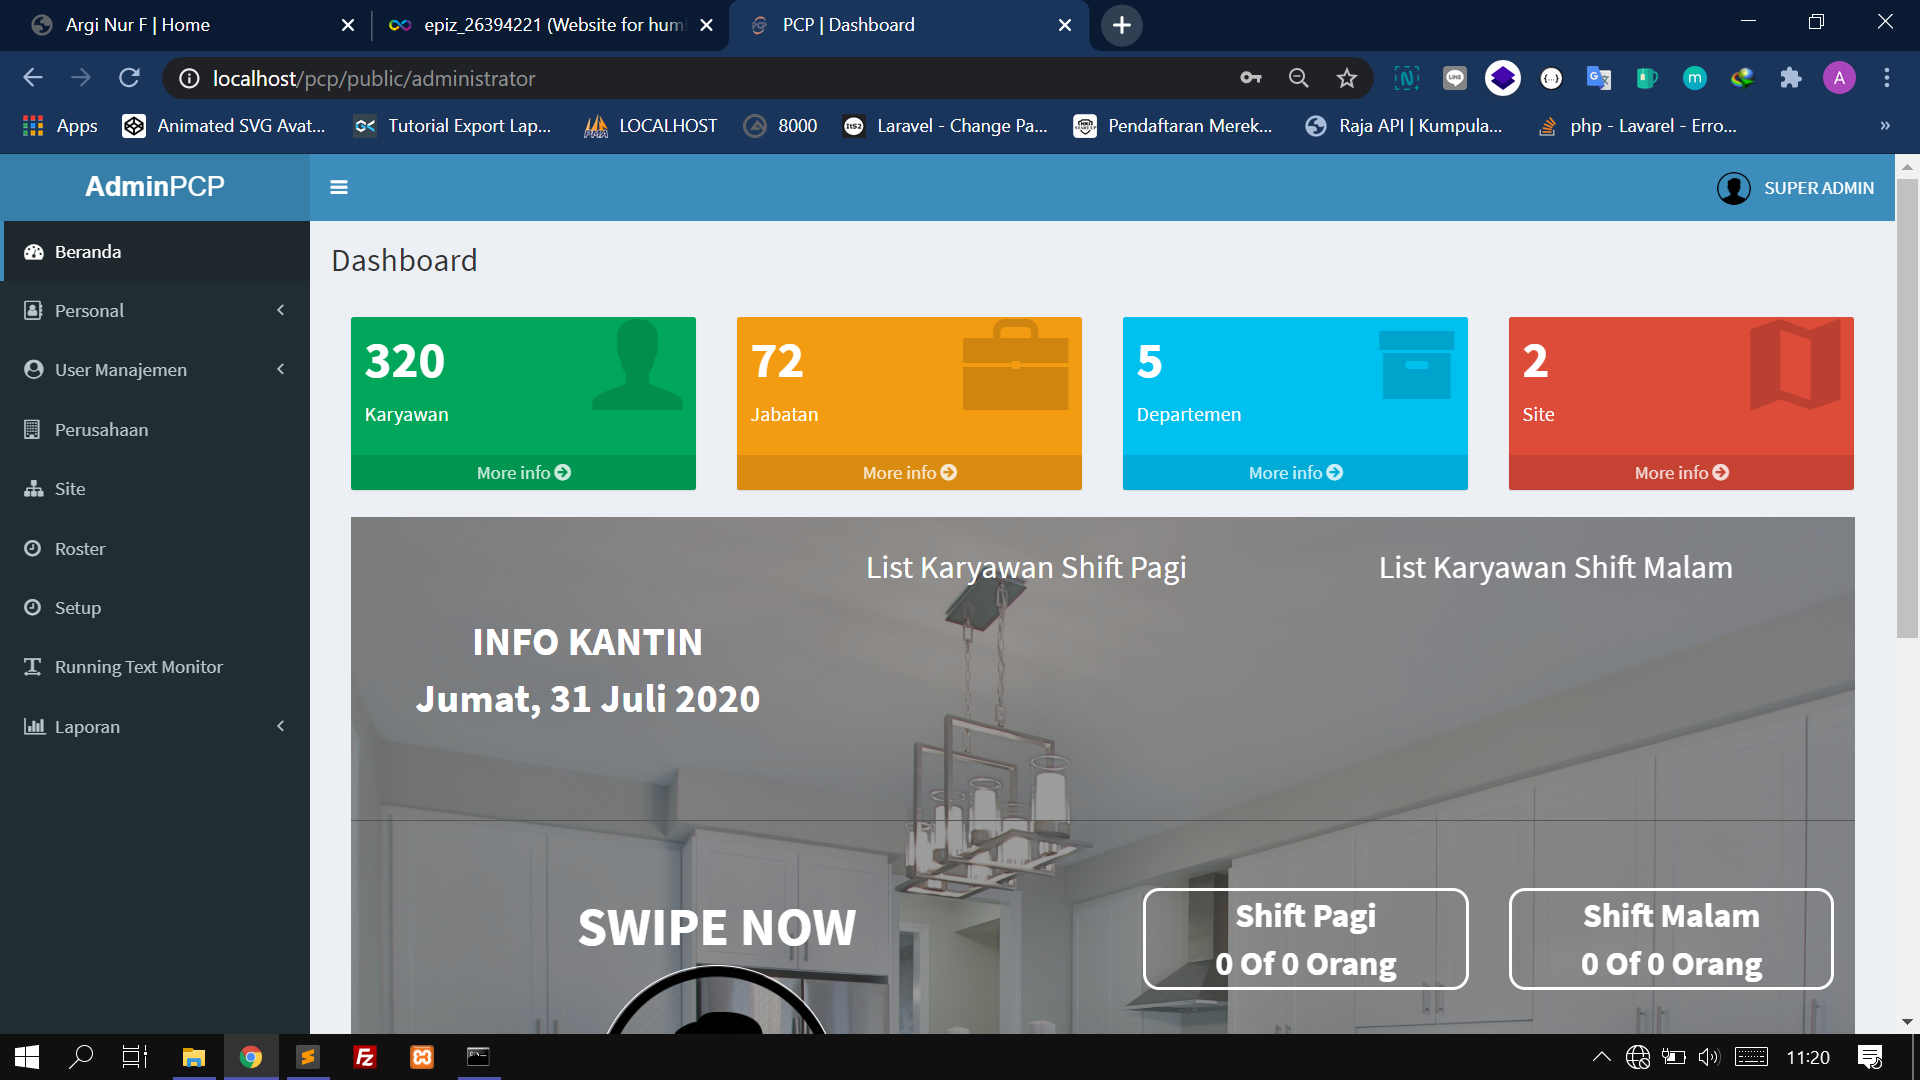 Argi Nur F | Home
epiz_26394221 (Website for huml
PCP | Dashboard
localhost/pcp/public/administrator
A
Apps
Animated SVG Avat...
Tutorial Export Lap...
LOCALHOST
8000
Laravel - Change Pa...
Pendaftaran Merek...
Raja API | Kumpula...
php - Lavarel - Erro...
»
AdminPCP
SUPER ADMIN
Beranda
Personal
User Manajemen
Perusahaan
Site
Roster
Setup
Running Text Monitor
Laporan
Dashboard
320
Karyawan
More info
72
Jabatan
More info
5
Departemen
More info
2
Site
More info
List Karyawan Shift Pagi
List Karyawan Shift Malam
INFO KANTIN
Jumat, 31 Juli 2020
SWIPE NOW
Shift Pagi
0 Of 0 Orang
Shift Malam
0 Of 0 Orang
11:20